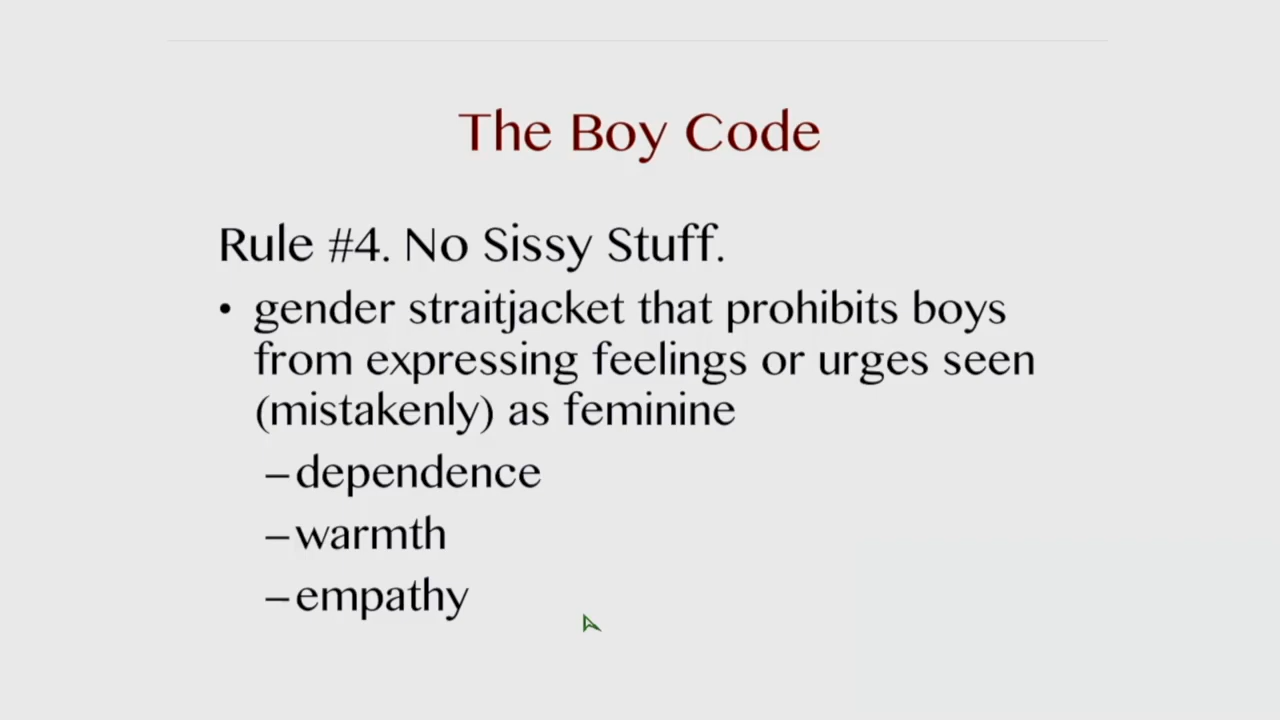 The Boy Code
Rule #4. No Sissy Stuff.
• gender straitjacket that prohibits boys
from expressing feelings or urges seen
(mistakenly) as feminine
– dependence
– warmth
– empathy